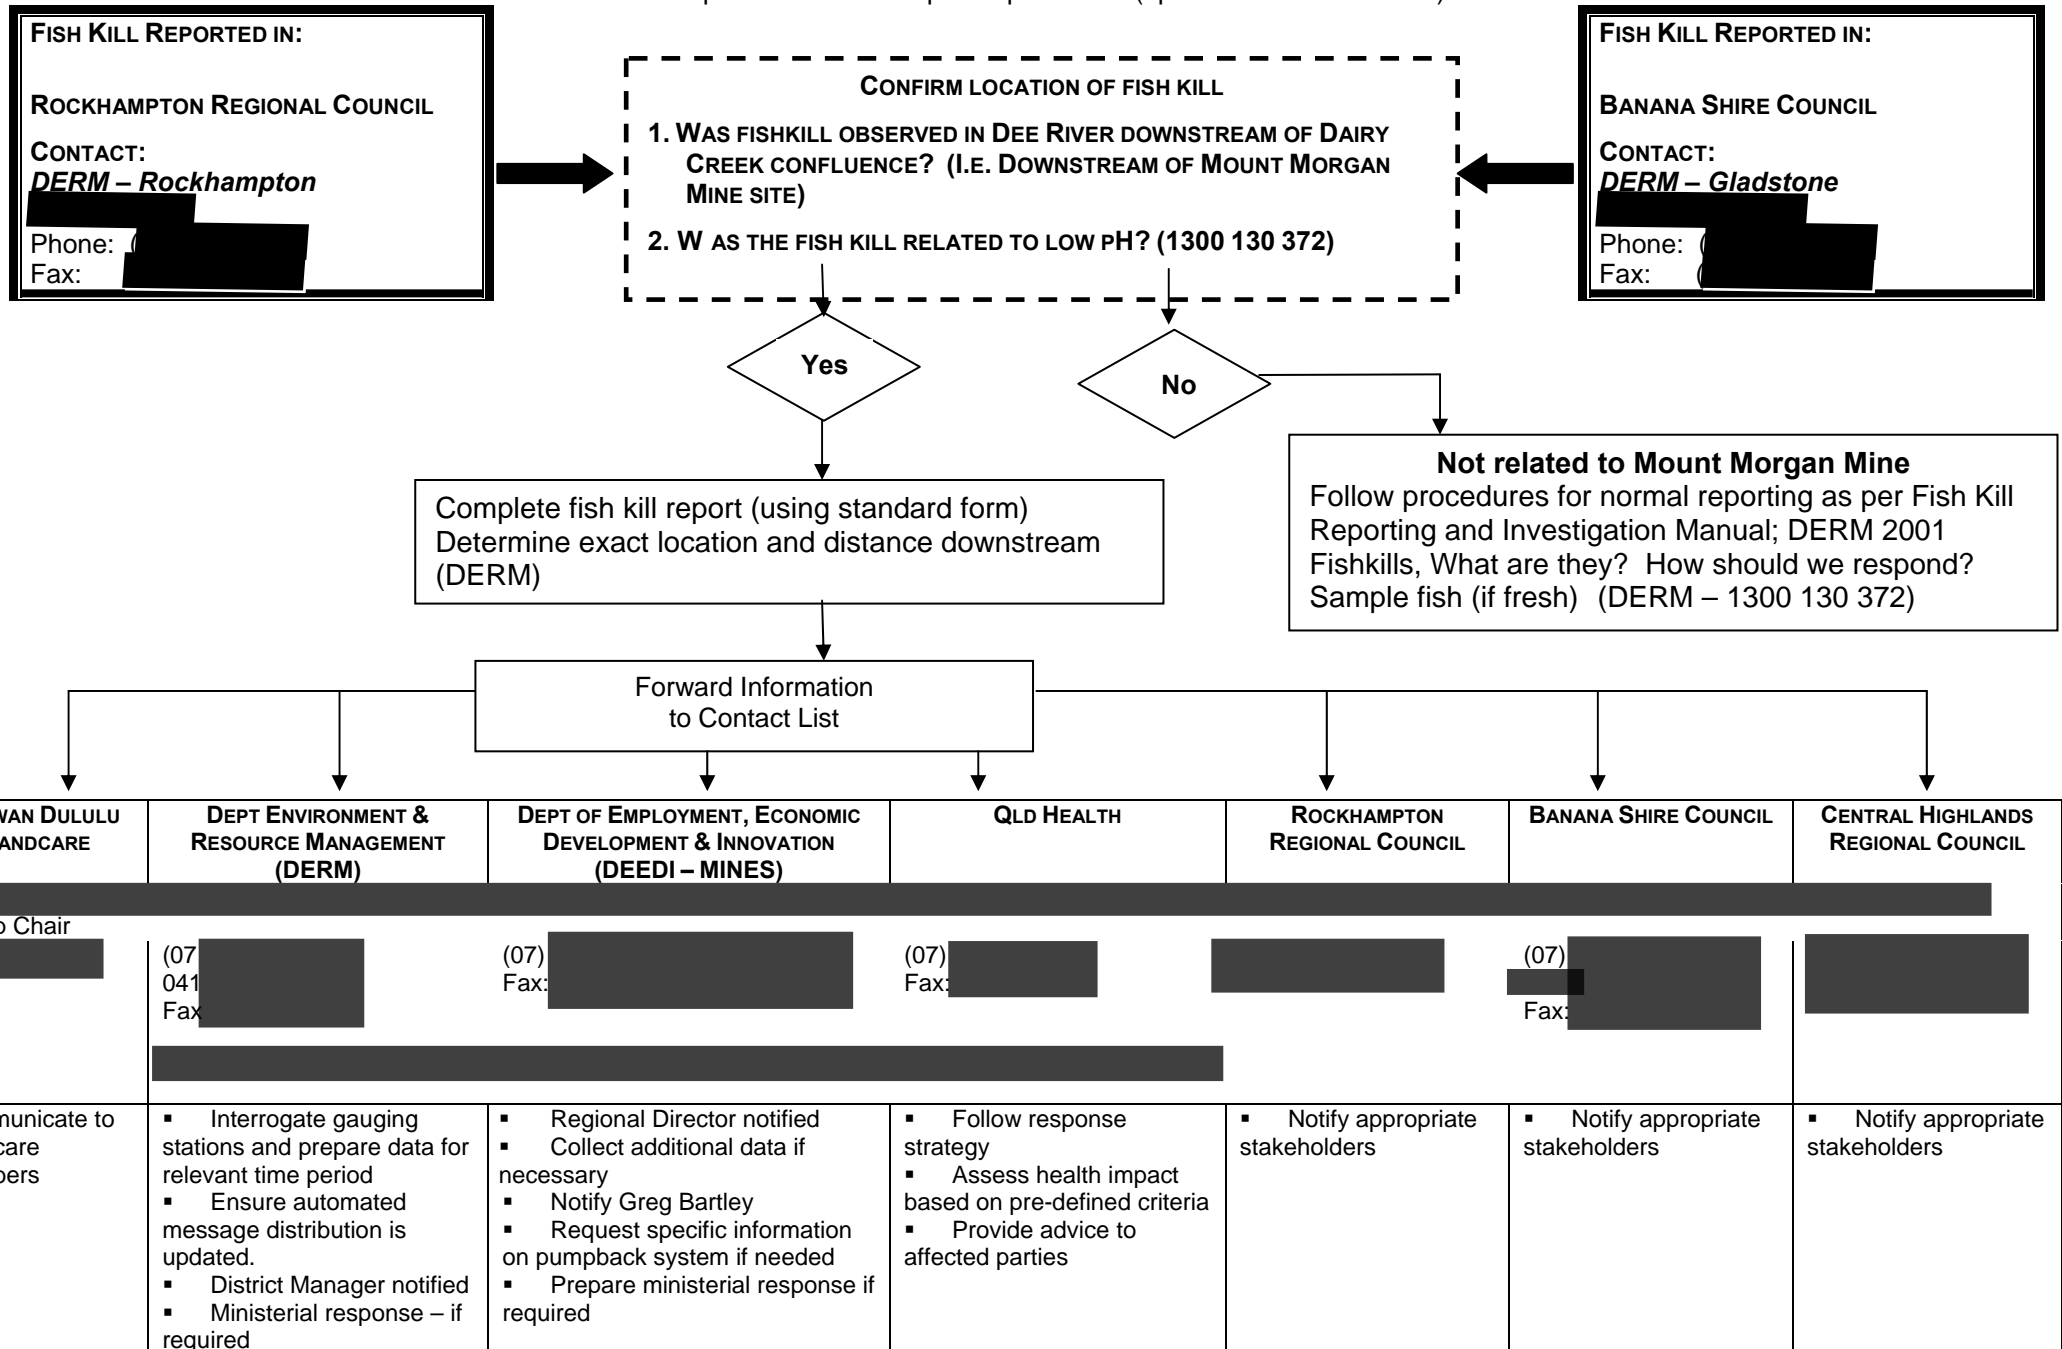 FISH KILL REPORTED IN:
ROCKHAMPTON REGIONAL COUNCIL
CONTACT:
DERM – Rockhampton
Phone: (
Fax:
CONFIRM LOCATION OF FISH KILL
1. WAS FISHKILL OBSERVED IN DEE RIVER DOWNSTREAM OF DAIRY
CREEK CONFLUENCE? (I.E. DOWNSTREAM OF MOUNT MORGAN
MINE SITE)
2. W AS THE FISH KILL RELATED TO LOW PH? (1300 130 372)
FISH KILL REPORTED IN:
BANANA SHIRE COUNCIL
CONTACT:
DERM – Gladstone
Phone: (
Fax: (
Yes
No
Complete fish kill report (using standard form)
Determine exact location and distance downstream
(DERM)
Not related to Mount Morgan Mine
Follow procedures for normal reporting as per Fish Kill
Reporting and Investigation Manual; DERM 2001
Fishkills, What are they? How should we respond?
Sample fish (if fresh) (DERM – 1300 130 372)
Forward Information
to Contact List
DULULU
DEPT ENVIRONMENT &
RESOURCE MANAGEMENT
(DERM)
DEPT OF EMPLOYMENT, ECONOMIC
DEVELOPMENT & INNOVATION
(DEEDI – MINES)
QLD HEALTH
ROCKHAMPTON
REGIONAL COUNCIL
BANANA SHIRE COUNCIL
CENTRAL HIGHLANDS
REGIONAL COUNCIL
Chair
(07
041
Fax
(07)
Fax:
(07)
Fax:
(07)
Fax:
to
▪ Interrogate gauging
stations and prepare data for
relevant time period
▪ Ensure automated
message distribution is
updated.
▪ District Manager notified
▪ Ministerial response – if
required
▪ Regional Director notified
▪ Collect additional data if
necessary
▪ Notify Greg Bartley
▪ Request specific information
on pumpback system if needed
▪ Prepare ministerial response if
required
▪ Follow response
strategy
▪ Assess health impact
based on pre-defined criteria
▪ Provide advice to
affected parties
▪ Notify appropriate
stakeholders
▪ Notify appropriate
stakeholders
▪ Notify appropriate
stakeholders